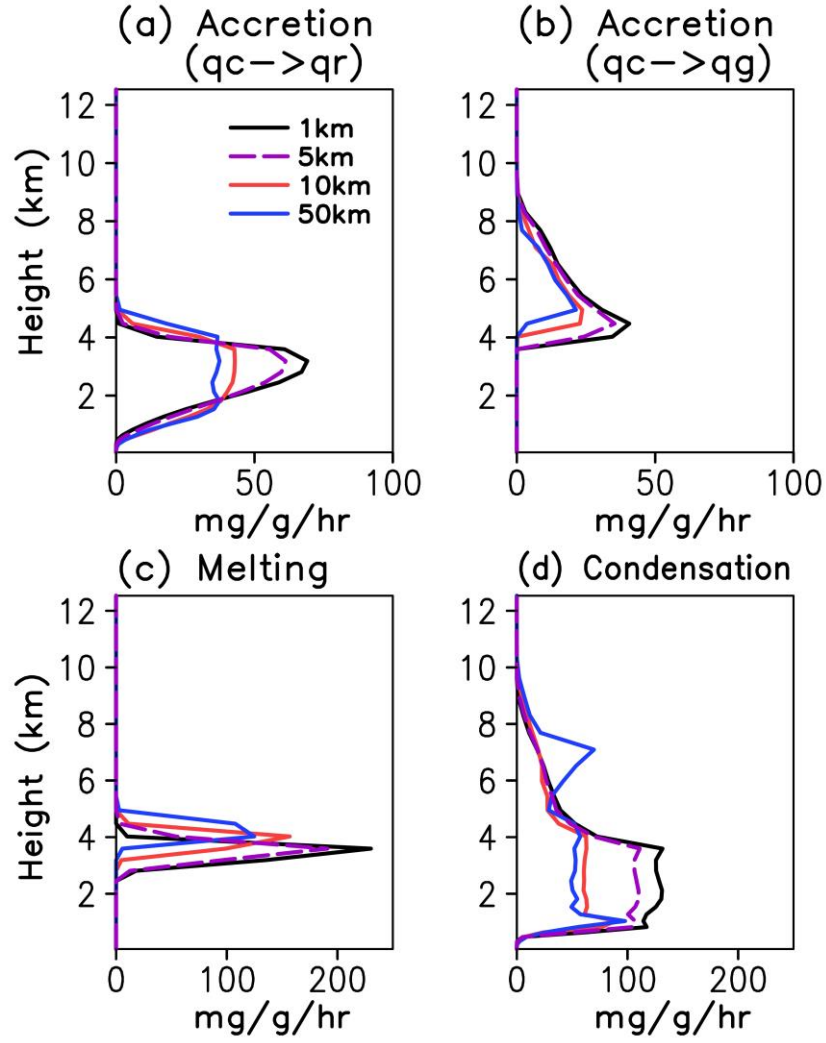 (a) Accretion
(qc->qr)
(b) Accretion
(qc->qg)
12
10
8
6
4
2
Height (km)
1km
5km
10km
50km
0
50
100
mg/g/hr
12
10
8
6
4
2
0
50
100
mg/g/hr
(c) Melting
(d) Condensation
12
10
8
6
4
2
Height (km)
0
100
200
mg/g/hr
12
10
8
6
4
2
0
100
200
mg/g/hr